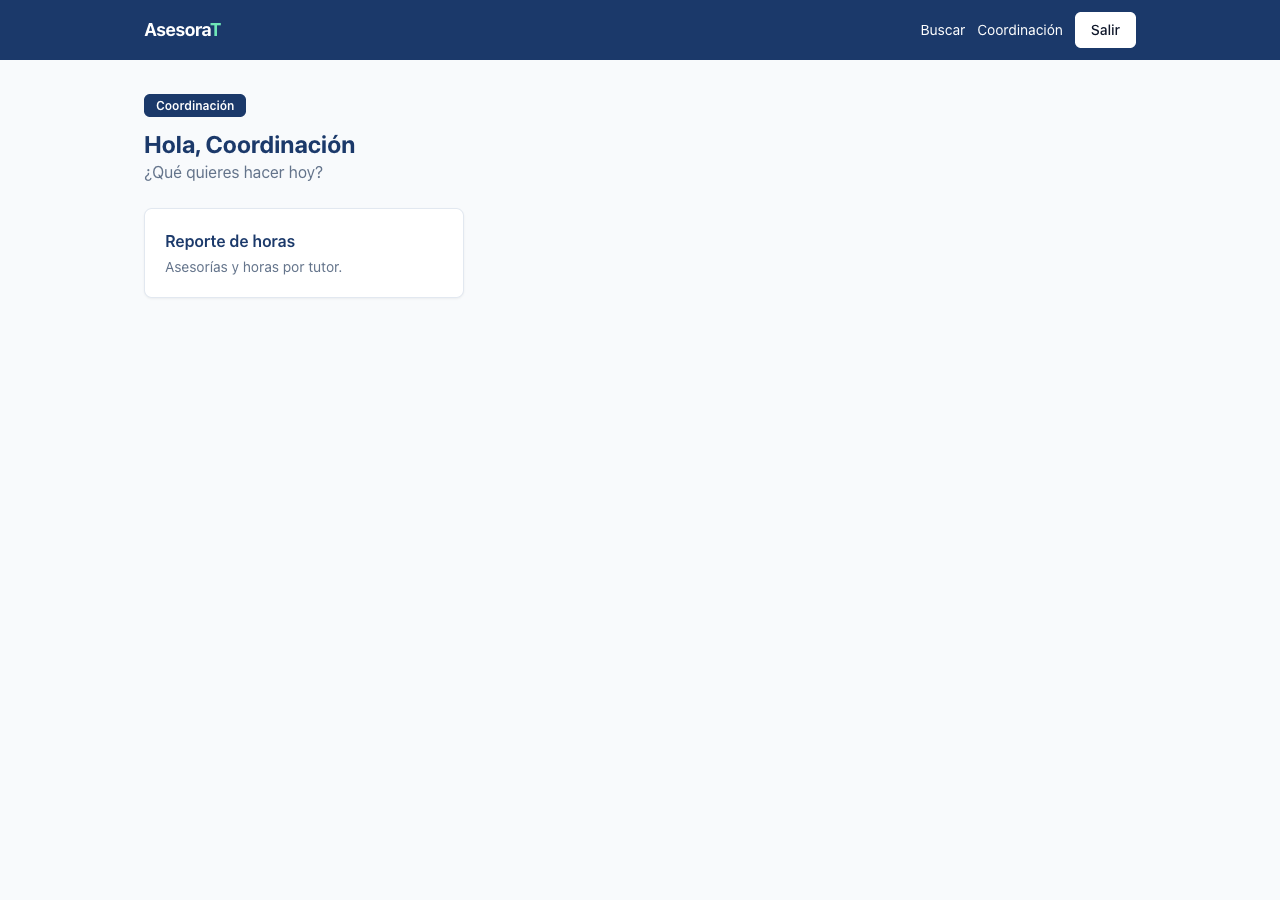 AsesoraT
Buscar Coordinación Salir
Coordinación
Hola, Coordinación
¿Qué quieres hacer hoy?
Reporte de horas
Asesorías y horas por tutor.